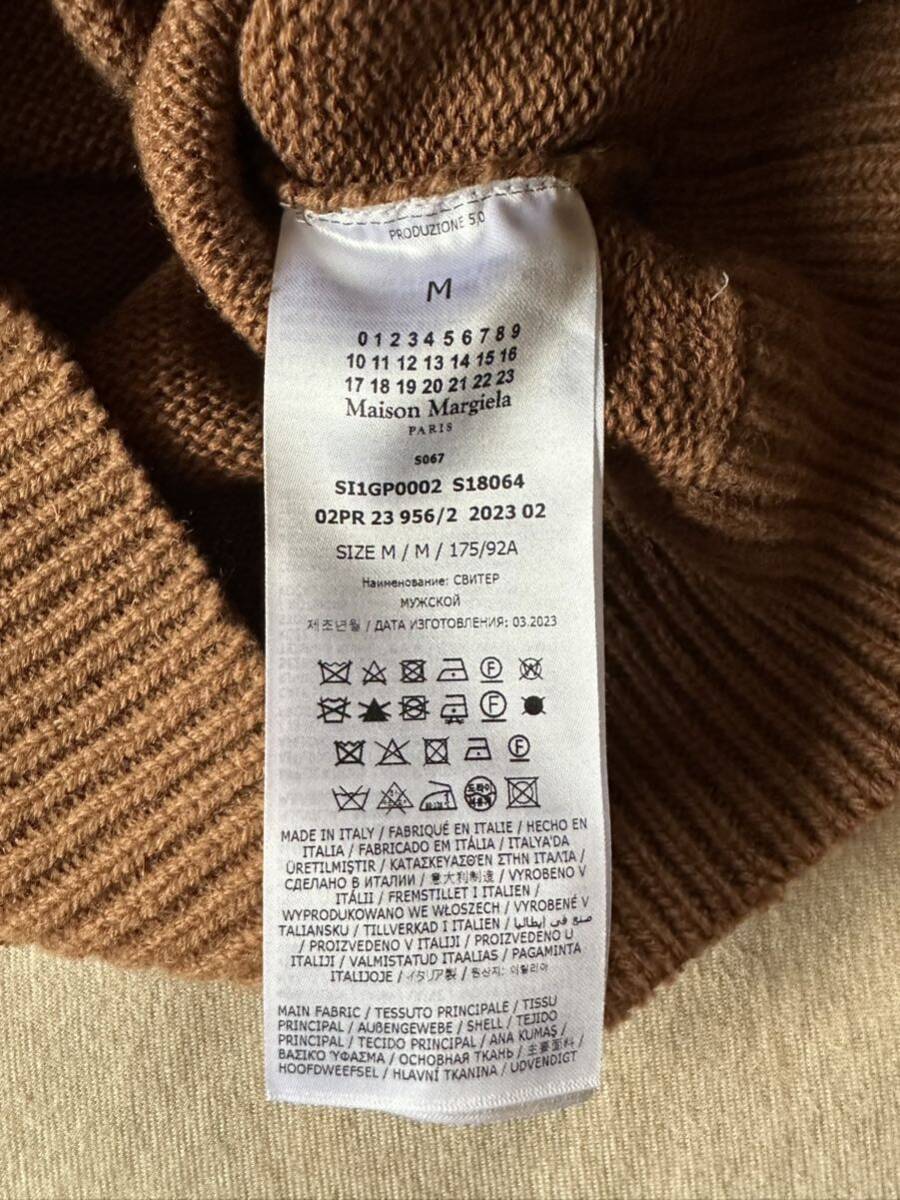 PRODUZIONE 5,0
M
0 1 2 3 4 5 6 7 8 9
10 11 12 13 14 15 16
17 18 19 20 21 22 23
Maison Margiela
PARIS
S067
SI1GP0002 S18064
02PR 23 956/2 2023 02
SIZE M / M / 175/92A
Наименование: СВИТЕР
МУЖСКОЙ
제조년월 / ДАТА ИЗГОТОВЛЕНИЯ: 03.2023
F W
F
F
드라이
MADE IN ITALY / FABRIQUÉ EN ITALIE / HECHO EN
ITALIA / FABRICADO EM ITÁLIA / ITALYA'DA
ÜRETILMIŞTIR / ΚΑΤΑΣΚΕΥΑΣΘΕΝ ΣΤΗΝ ΙΤΑΛΊΑ /
СДЕЛАНО В ИТАЛИИ / 意大利制造 / VYROBENO V
ITÁLII / FREMSTILLET I ITALIEN /
WYPRODUKOWANO WE WŁOSZECH / VYROBENÉ V
TALIANSKU / TILLVERKAD I ITALIEN / صنع في إيطاليا
/ PROIZVEDENO V ITALIJI / PROIZVEDENO U
ITALIJI / VALMISTATUD ITAALIAS / PAGAMINTA
ITALIJOJE / イタリア製 / 원산지: 이탈리아
MAIN FABRIC / TESSUTO PRINCIPALE / TISSU
PRINCIPAL / AUßENGEWEBE / SHELL / TEJIDO
PRINCIPAL / TECIDO PRINCIPAL / ANA KUMAŞ /
ΒΑΣΙΚΌ ΎΦΑΣΜΑ / ОСНОВНАЯ ТКАНЬ / 主要面料 /
HOOFDWEEFSEL / HLAVNÍ TKANINA / UDVENDIGT